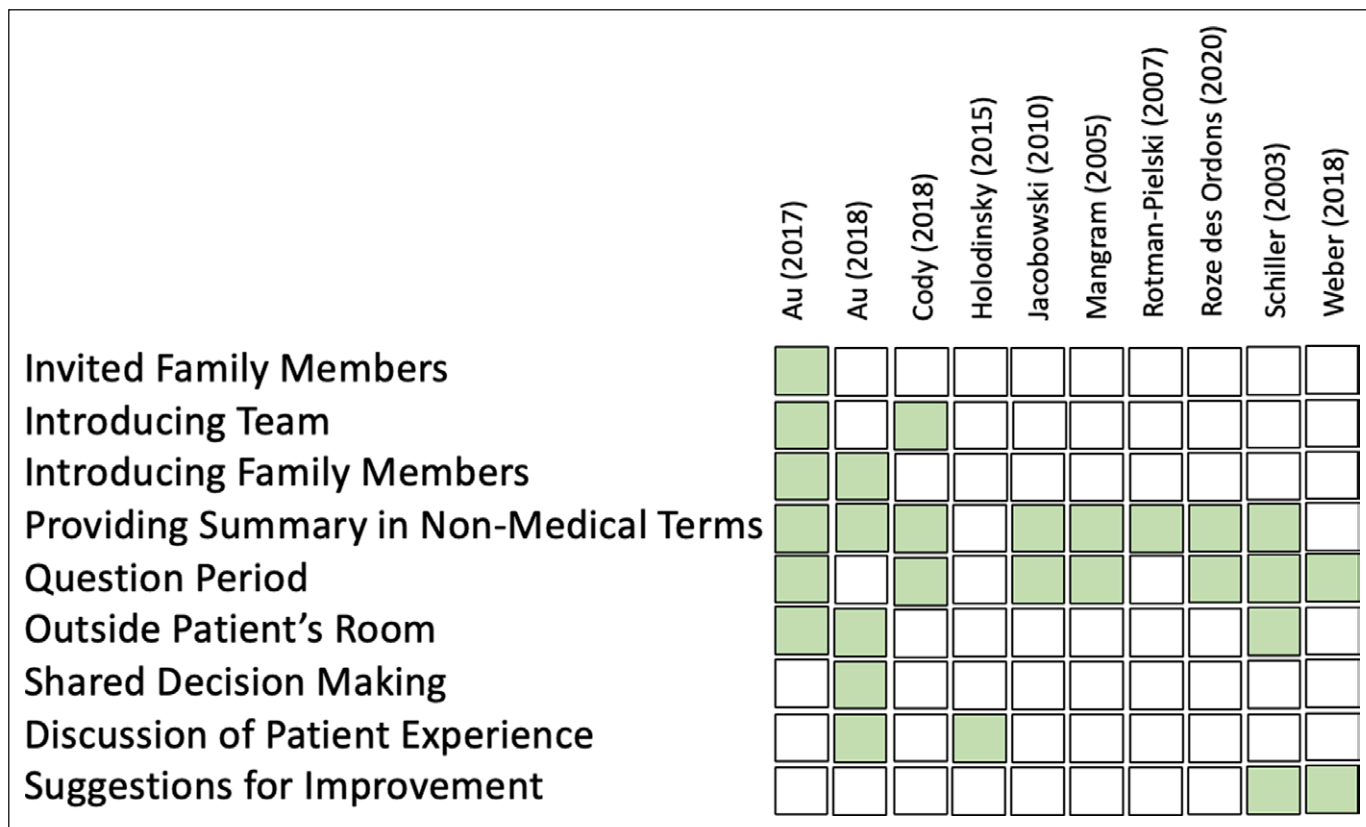 Au (2017)
Au (2018)
Cody (2018)
Holodinsky (2015)
Jacobowski (2010)
Mangram (2005)
Rotman-Pielski (2007)
Roze des Ordons (2020)
Schiller (2003)
Weber (2018)
Invited Family Members
Introducing Team
Introducing Family Members
Providing Summary in Non-Medical Terms
Question Period
Outside Patient’s Room
Shared Decision Making
Discussion of Patient Experience
Suggestions for Improvement